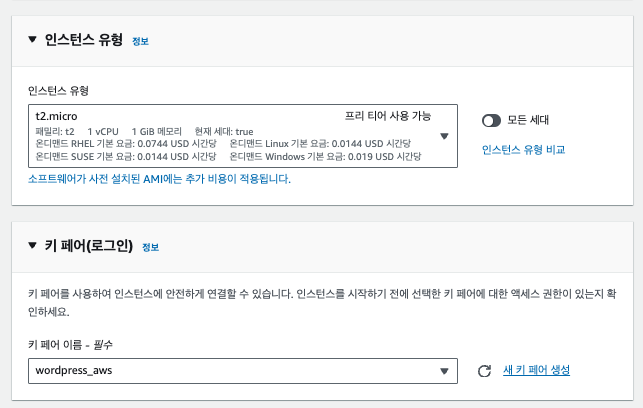 인스턴스 유형 정보
인스턴스 유형
t2.micro 프리 티어 사용 가능
패밀리: t2 1 vCPU 1 GiB 메모리 현재 세대: true
온디맨드 RHEL 기본 요금: 0.0744 USD 시간당 온디맨드 Linux 기본 요금: 0.0144 USD 시간당
온디맨드 SUSE 기본 요금: 0.0144 USD 시간당 온디맨드 Windows 기본 요금: 0.019 USD 시간당
모든 세대
인스턴스 유형 비교
소프트웨어가 사전 설치된 AMI에는 추가 비용이 적용됩니다.
키 페어(로그인) 정보
키 페어를 사용하여 인스턴스에 안전하게 연결할 수 있습니다. 인스턴스를 시작하기 전에 선택한 키 페어에 대한 액세스 권한이 있는지 확
인하세요.
키 페어 이름 - 필수
wordpress_aws
새 키 페어 생성